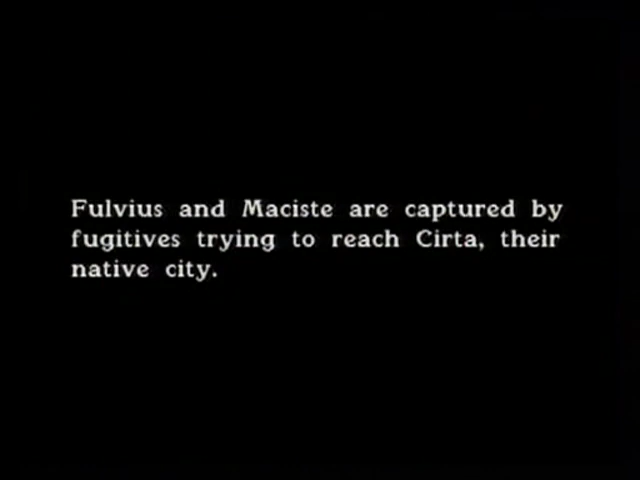 Fulvius and Maciste are captured by
fugitives trying to reach Cirta, their
native city.